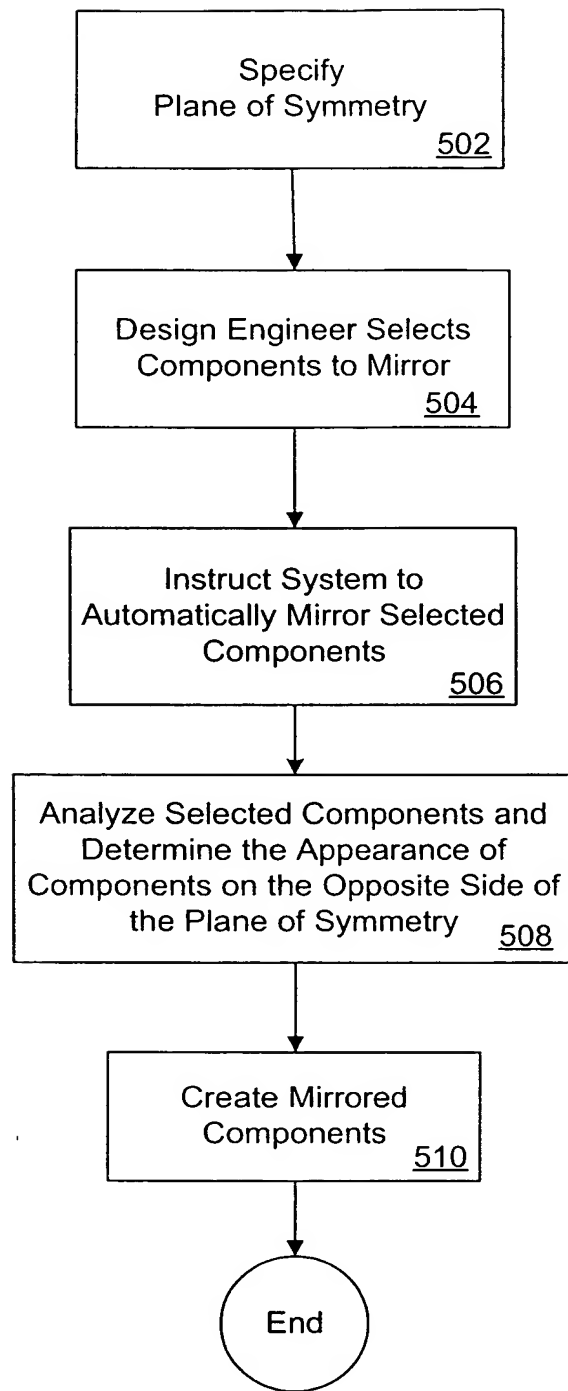 Specify
Plane of Symmetry
502
Design Engineer Selects
Components to Mirror
504
Instruct System to
Automatically Mirror Selected
Components
506
Analyze Selected Components and
Determine the Appearance of
Components on the Opposite Side of
the Plane of Symmetry
508
Create Mirrored
Components
510
End